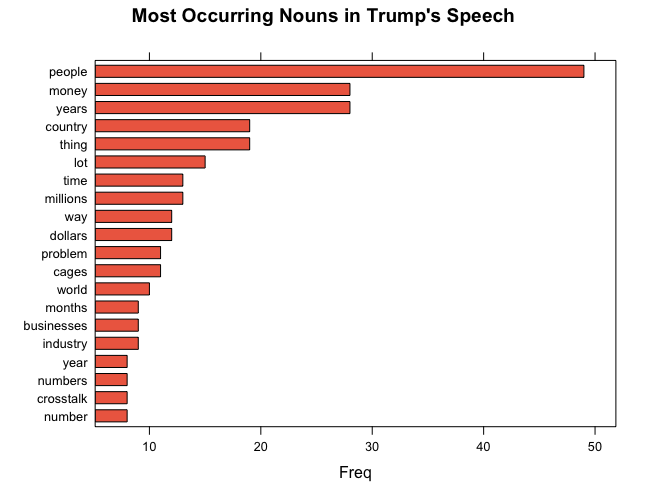 Most Occurring Nouns in Trump's Speech
people
money
years
country
thing
lot
time
millions
way
dollars
problem
cages
world
months
businesses
industry
year
numbers
crosstalk
number
10 20 30 40 50
Freq